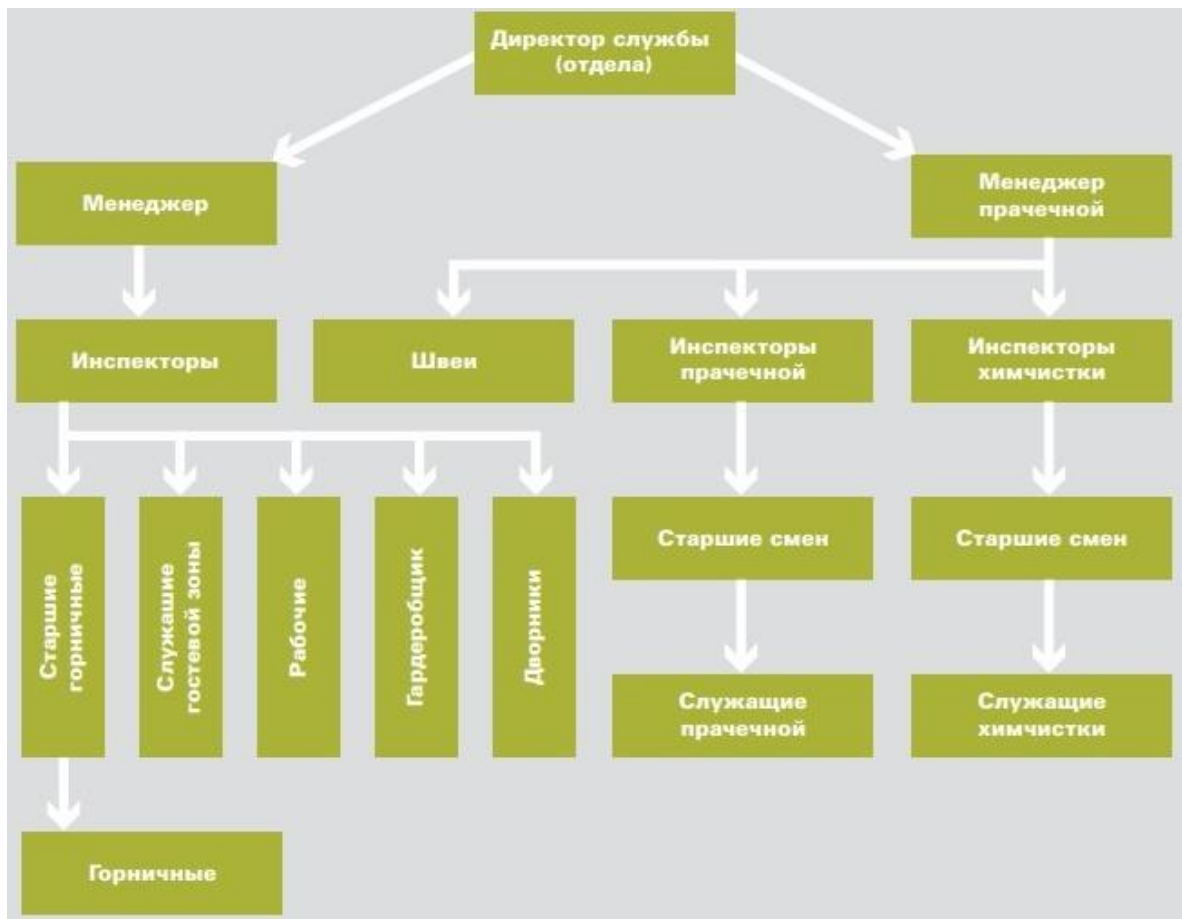 Директор службы
(отдела)
Менеджер
Менеджер
прачечной
Инспекторы
Швеи
Инспекторы
прачечной
Инспекторы
химчистки
Старшие
горничные
Служашие
гостевой зоны
Рабочие
Гардеробщик
Дворники
Старшие смен
Старшие смен
Служащие
прачечной
Служащие
химчистки
Горничные